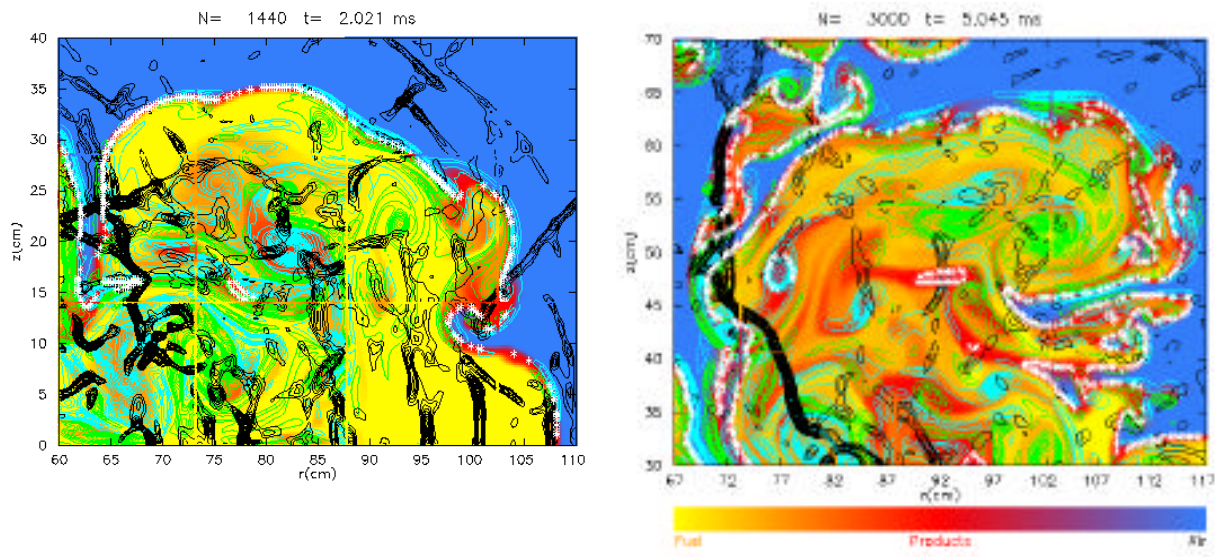 N= 1440 t= 2.021 ms
40
35
30
25
20
15
10
5
0
z(cm)
60 65 70 75 80 85 90 95 100 105 110
r(cm)
N= 3000 t= 5.045 ms
70
65
60
55
50
45
40
35
30
z(cm)
67 72 77 82 87 92 97 102 107 112 117
r(cm)
Fuel Products Air